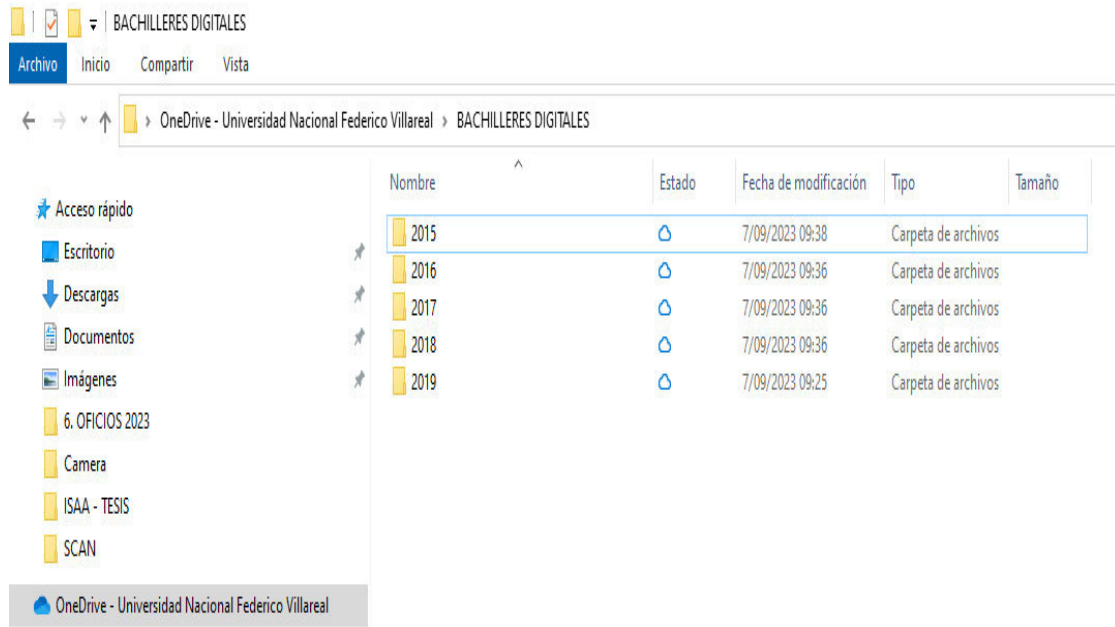 BACHILLERES DIGITALES
Archivo Inicio Compartir Vista
OneDrive - Universidad Nacional Federico Villareal > BACHILLERES DIGITALES
Nombre Estado Fecha de modificación Tipo Tamaño
Acceso rápido
Escritorio
Descargas
Documentos
Imágenes
6. OFICIOS 2023
Camera
ISAA - TESIS
SCAN
OneDrive - Universidad Nacional Federico Villareal
2015 7/09/2023 09:38 Carpeta de archivos
2016 7/09/2023 09:36 Carpeta de archivos
2017 7/09/2023 09:36 Carpeta de archivos
2018 7/09/2023 09:36 Carpeta de archivos
2019 7/09/2023 09:25 Carpeta de archivos